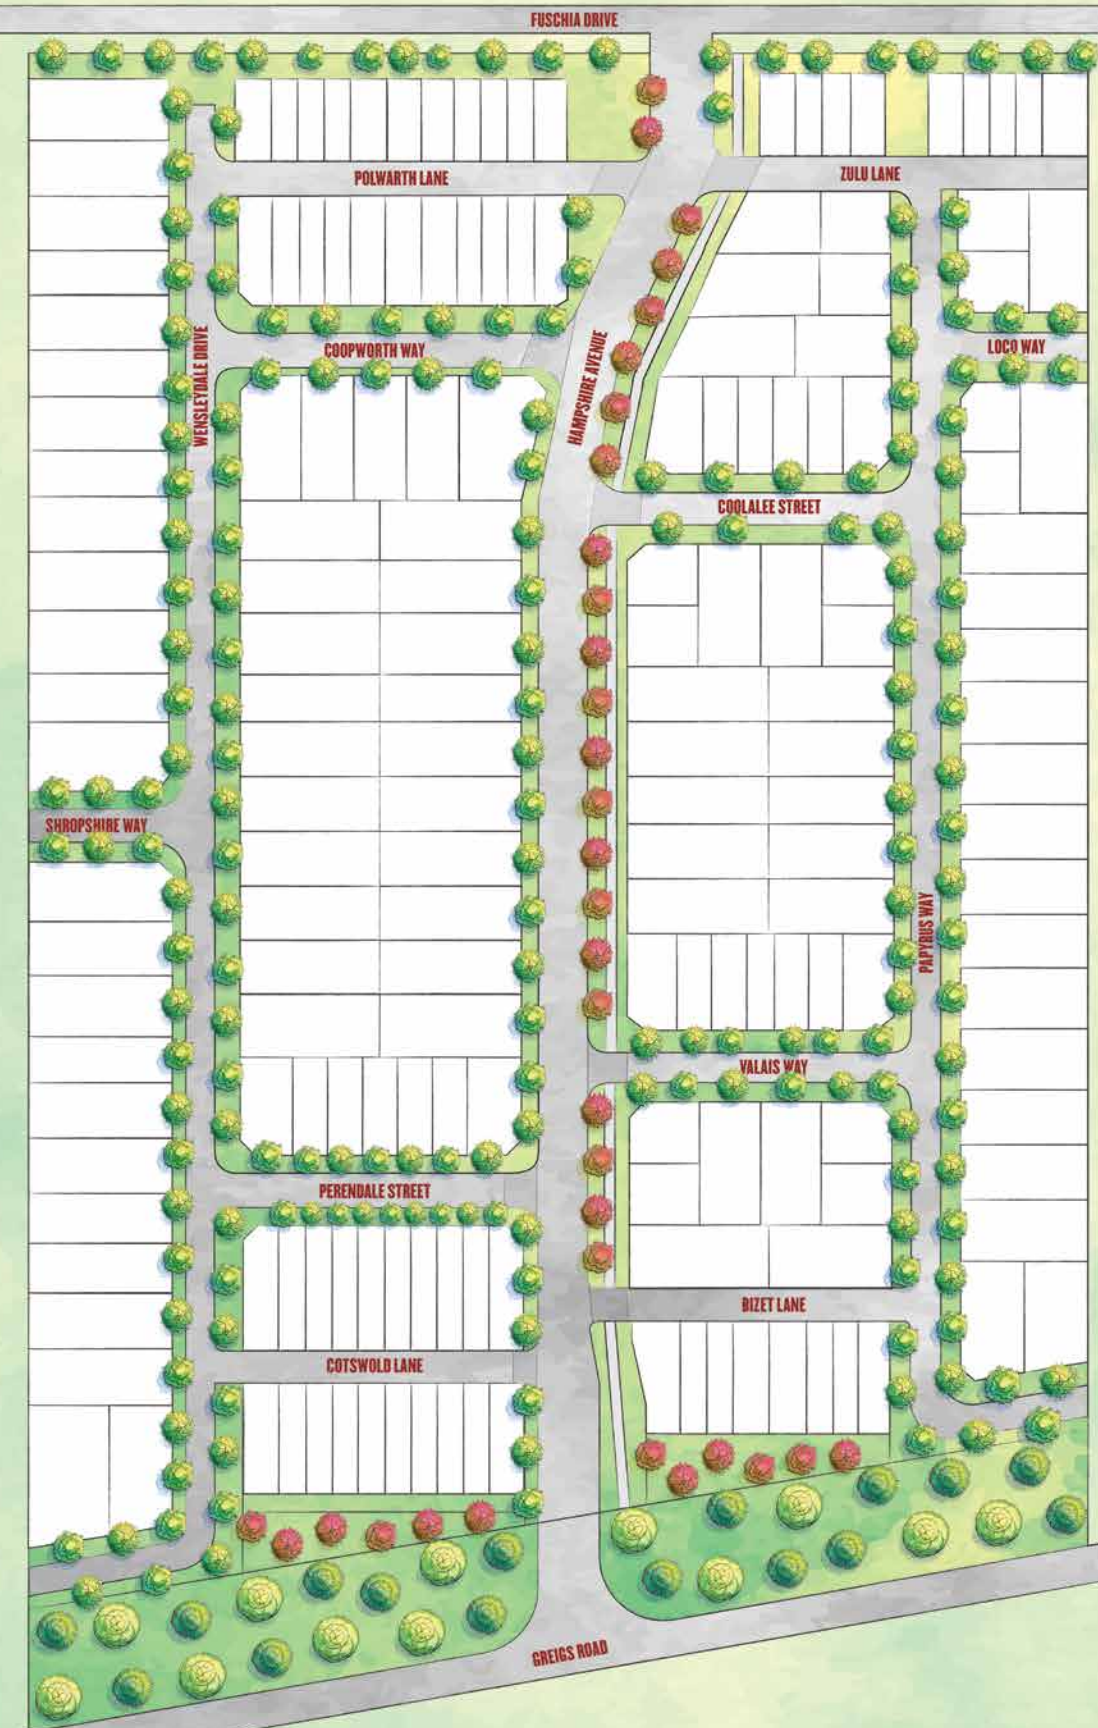 FUSCHIA DRIVE
POLWARTH LANE
ZULU LANE
WENSLEYDALE DRIVE
COOPWORTH WAY
HAMPSHIRE AVENUE
LOCO WAY
COOLALEE STREET
SHROPSHIRE WAY
PAPYRUS WAY
VALAIS WAY
PERENDALE STREET
BIZET LANE
COTSWOLD LANE
GREIGS ROAD